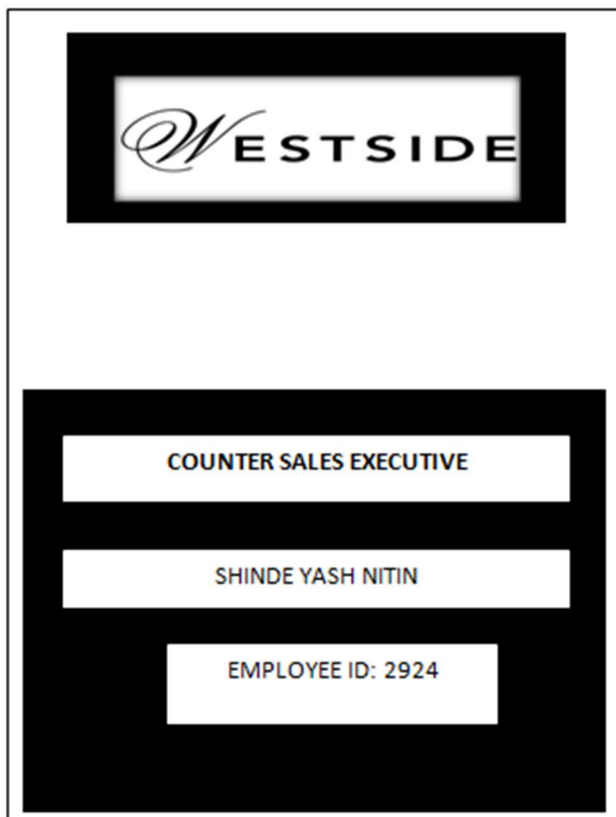 WESTSIDE
COUNTER SALES EXECUTIVE
SHINDE YASH NITIN
EMPLOYEE ID: 2924